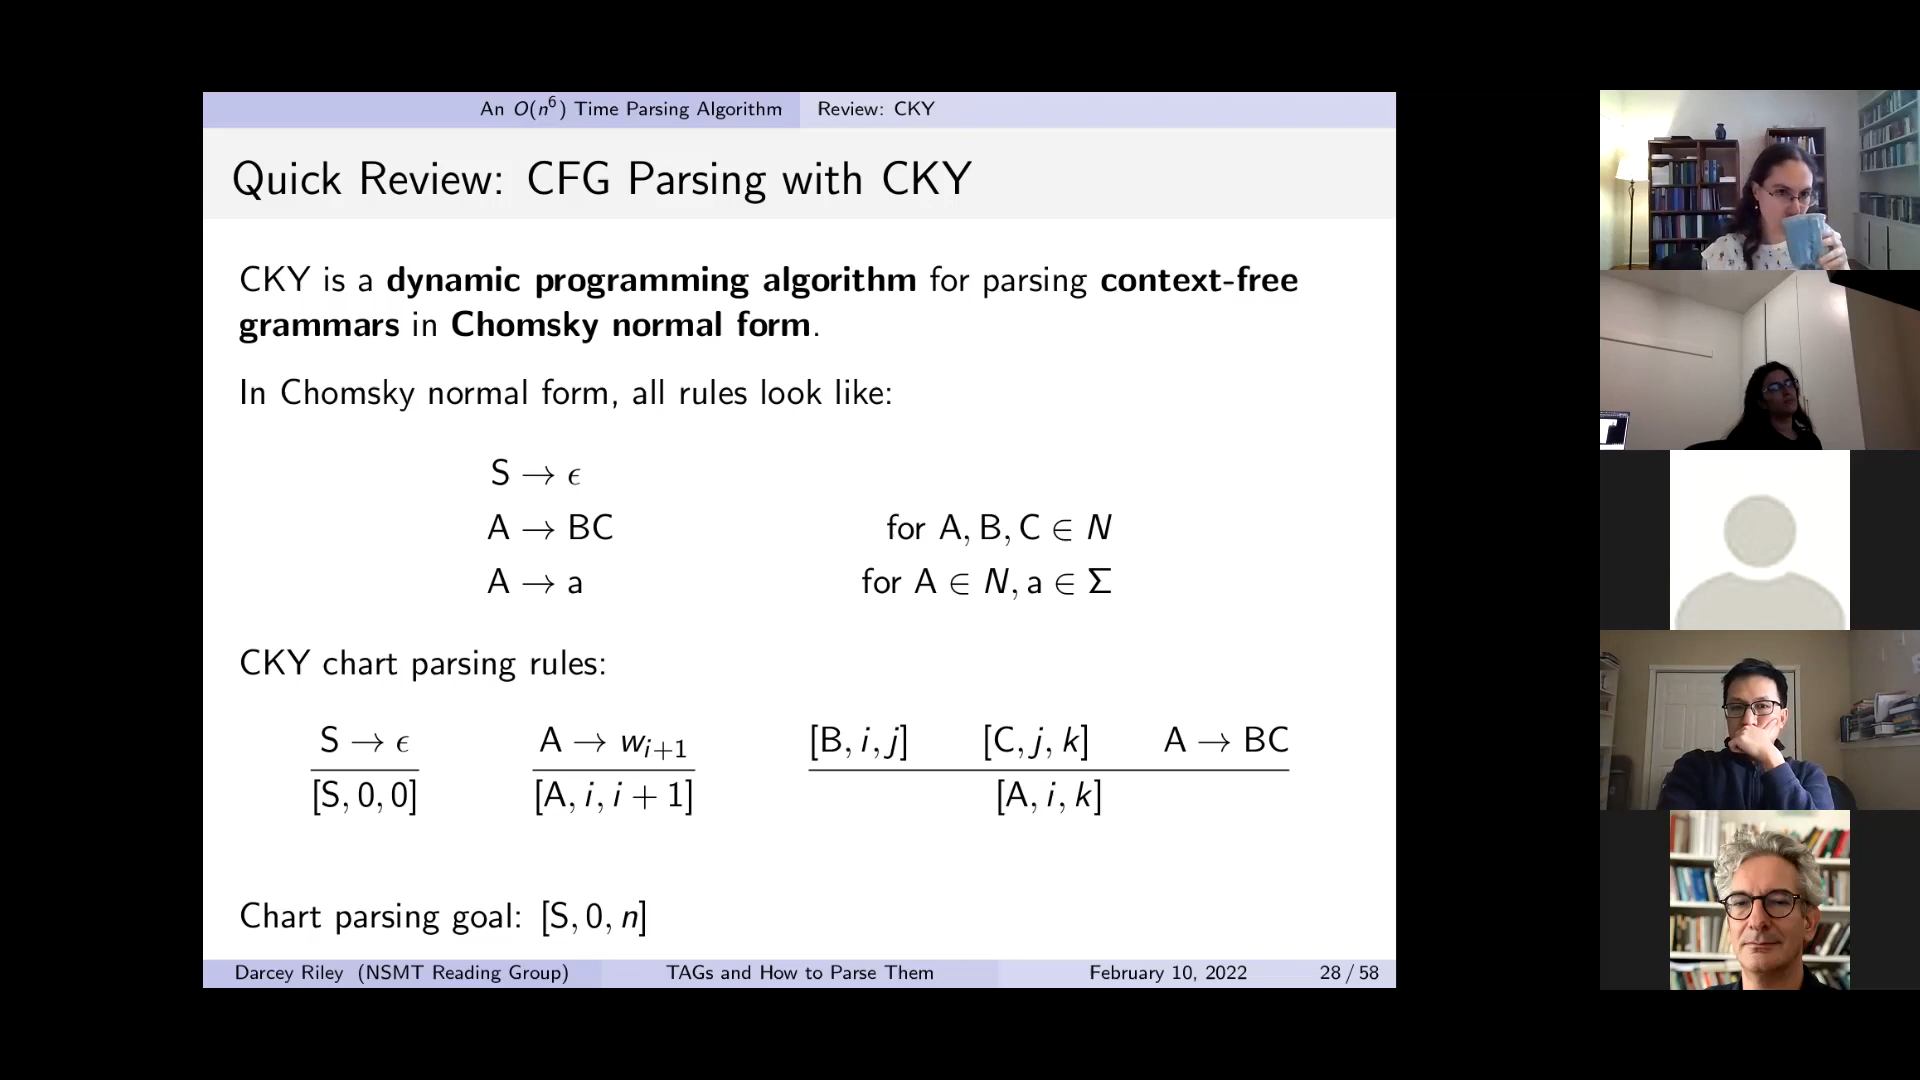 An O(n⁶) Time Parsing Algorithm Review: CKY
Quick Review: CFG Parsing with CKY
CKY is a dynamic programming algorithm for parsing context-free
grammars in Chomsky normal form.
In Chomsky normal form, all rules look like:
S → ϵ
A → BC for A, B, C ∈ N
A → a for A ∈ N, a ∈ Σ
CKY chart parsing rules:
S → ϵ A → wᵢ₊₁ [B, i, j] [C, j, k] A → BC
[S, 0, 0] [A, i, i + 1] [A, i, k]
Chart parsing goal: [S, 0, n]
Darcey Riley (NSMT Reading Group) TAGs and How to Parse Them February 10, 2022 28 / 58